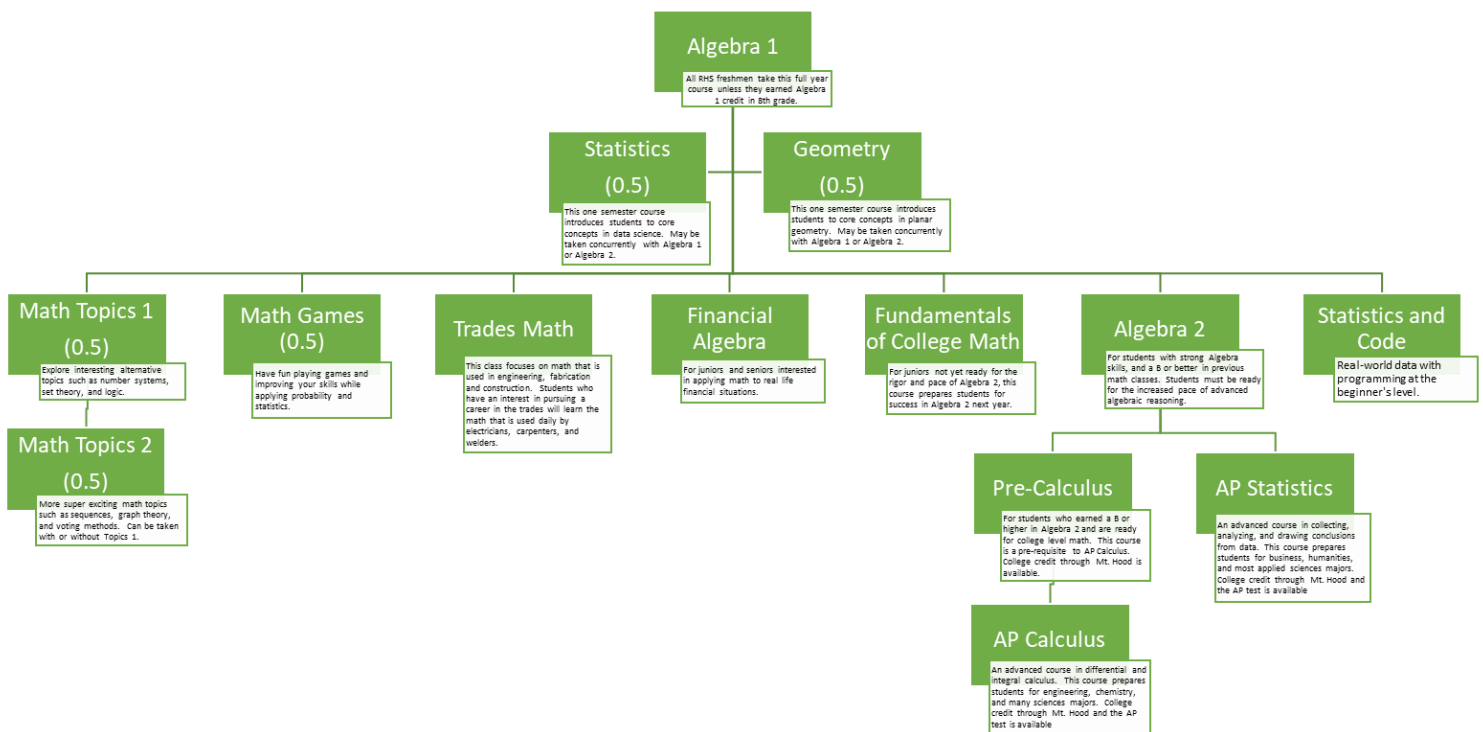 Algebra 1
All RHS freshmen take this full year
course unless they earned Algebra
1 credit in 8th grade.
Statistics
(0.5)
This one semester course
introduces students to core
concepts in data science. May be
taken concurrently with Algebra 1
or Algebra 2.
Geometry
(0.5)
This one semester course introduces
students to core concepts in planar
geometry. May be taken concurrently
with Algebra 1 or Algebra 2.
Math Topics 1
(0.5)
Explore interesting alternative
topics such as number systems,
set theory, and logic.
Math Topics 2
(0.5)
More super exciting math topics
such as sequences, graph theory,
and voting methods. Can be taken
with or without Topics 1.
Math Games
(0.5)
Have fun playing games and
improving your skills while
applying probability and
statistics.
Trades Math
This class focuses on math that is
used in engineering, fabrication
and construction. Students who
have an interest in pursuing a
career in the trades will learn the
math that is used daily by
electricians, carpenters, and
welders.
Financial
Algebra
For juniors and seniors interested
in applying math to real life
financial situations.
Fundamentals
of College Math
For juniors not yet ready for the
rigor and pace of Algebra 2, this
course prepares students for
success in Algebra 2 next year.
Algebra 2
For students with strong Algebra
skills, and a B or better in previous
math classes. Students must be ready
for the increased pace of advanced
algebraic reasoning.
Pre-Calculus
For students who earned a B or
higher in Algebra 2 and are ready
for college level math. This course
is a pre-requisite to AP Calculus.
College credit through Mt. Hood is
available.
AP Calculus
An advanced course in differential and
integral calculus. This course prepares
students for engineering, chemistry,
and many sciences majors. College
credit through Mt. Hood and the AP
test is available
AP Statistics
An advanced course in collecting,
analyzing, and drawing conclusions
from data. This course prepares
students for business, humanities,
and most applied sciences majors.
College credit through Mt. Hood and
the AP test is available
Statistics and
Code
Real-world data with
programming at the
beginner's level.